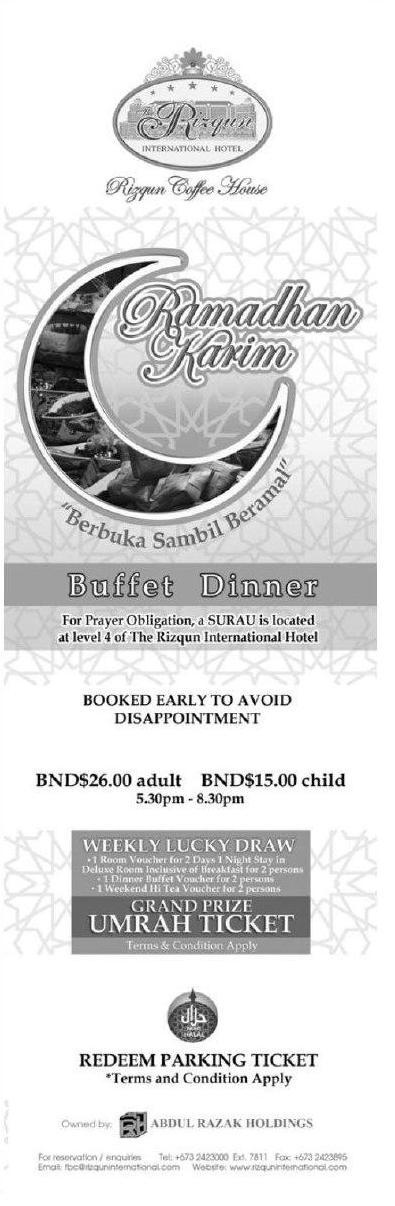 The Rizqun
INTERNATIONAL HOTEL
Rizqun Coffee House
Ramadhan
Karim
"Berbuka Sambil Beramal"
Buffet Dinner
For Prayer Obligation, a SURAU is located
at level 4 of The Rizqun International Hotel
BOOKED EARLY TO AVOID
DISAPPOINTMENT
BND$26.00 adult BND$15.00 child
5.30pm - 8.30pm
WEEKLY LUCKY DRAW
• 1 Room Voucher for 2 Days 1 Night Stay in
Deluxe Room Inclusive of Breakfast for 2 persons
• 1 Dinner Buffet Voucher for 2 persons
• 1 Weekend Hi Tea Voucher for 2 persons
GRAND PRIZE
UMRAH TICKET
Terms & Condition Apply
حلال
HALAL
REDEEM PARKING TICKET
*Terms and Condition Apply
Owned by: ABDUL RAZAK HOLDINGS
For reservation / enquiries Tel: +673 2423000 Ext. 7811 Fax: +673 2423895
Email: fbc@rizquninternational.com Website: www.rizquninternational.com